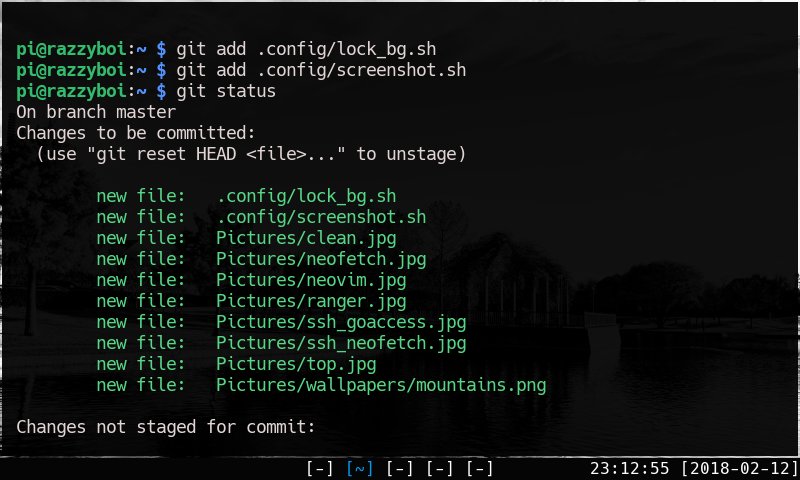 pi@razzyboi:~ $ git add .config/lock_bg.sh
pi@razzyboi:~ $ git add .config/screenshot.sh
pi@razzyboi:~ $ git status
On branch master
Changes to be committed:
  (use "git reset HEAD <file>..." to unstage)

        new file:   .config/lock_bg.sh
        new file:   .config/screenshot.sh
        new file:   Pictures/clean.jpg
        new file:   Pictures/neofetch.jpg
        new file:   Pictures/neovim.jpg
        new file:   Pictures/ranger.jpg
        new file:   Pictures/ssh_goaccess.jpg
        new file:   Pictures/ssh_neofetch.jpg
        new file:   Pictures/top.jpg
        new file:   Pictures/wallpapers/mountains.png

Changes not staged for commit:
[-] [~] [-] [-] [-] 23:12:55 [2018-02-12]